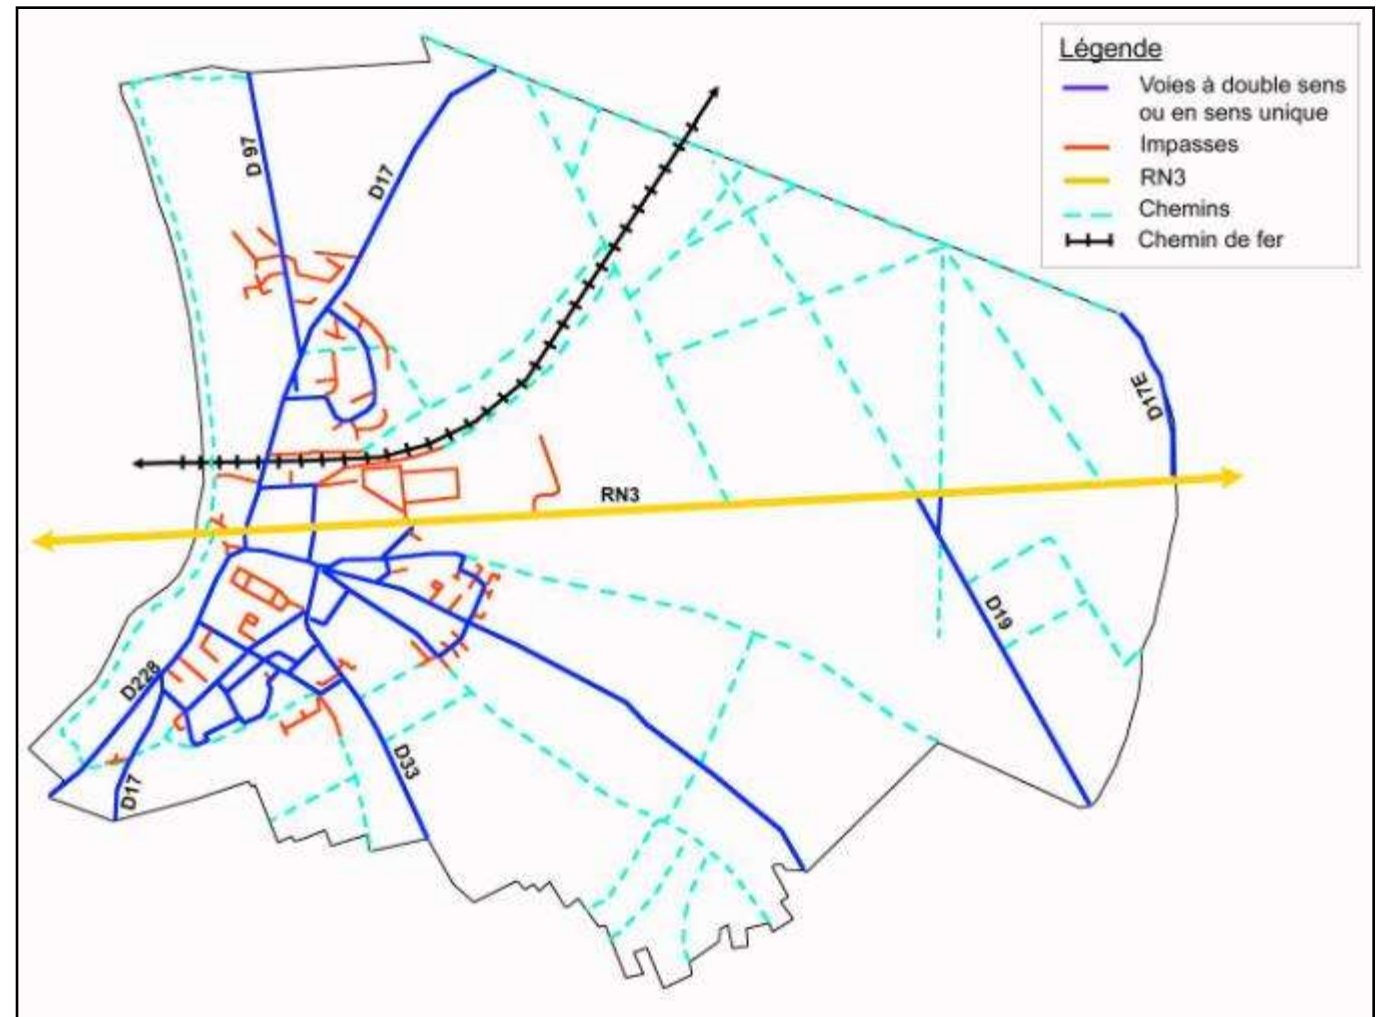 Légende
Voies à double sens
ou en sens unique
Impasses
RN3
Chemins
Chemin de fer
D 97
D17
D17E
RN3
D19
D228
D17
D33